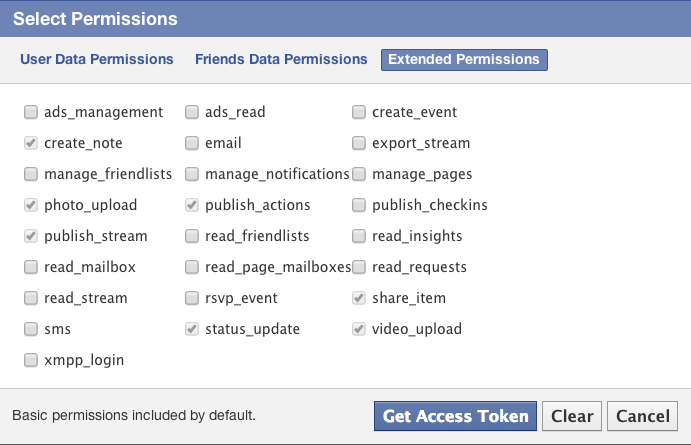 Select Permissions
User Data Permissions Friends Data Permissions Extended Permissions
ads_management ads_read create_event
create_note email export_stream
manage_friendlists manage_notifications manage_pages
photo_upload publish_actions publish_checkins
publish_stream read_friendlists read_insights
read_mailbox read_page_mailboxes read_requests
read_stream rsvp_event share_item
sms status_update video_upload
xmpp_login
Basic permissions included by default. Get Access Token Clear Cancel